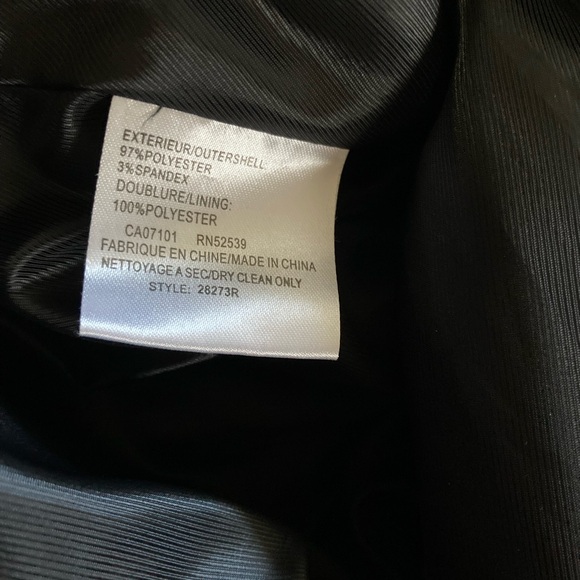 EXTERIEUR/OUTERSHELL:
97%POLYESTER
3%SPANDEX
DOUBLURE/LINING:
100%POLYESTER
CA07101 RN52539
FABRIQUE EN CHINE/MADE IN CHINA
NETTOYAGE A SEC/DRY CLEAN ONLY
STYLE: 28273R